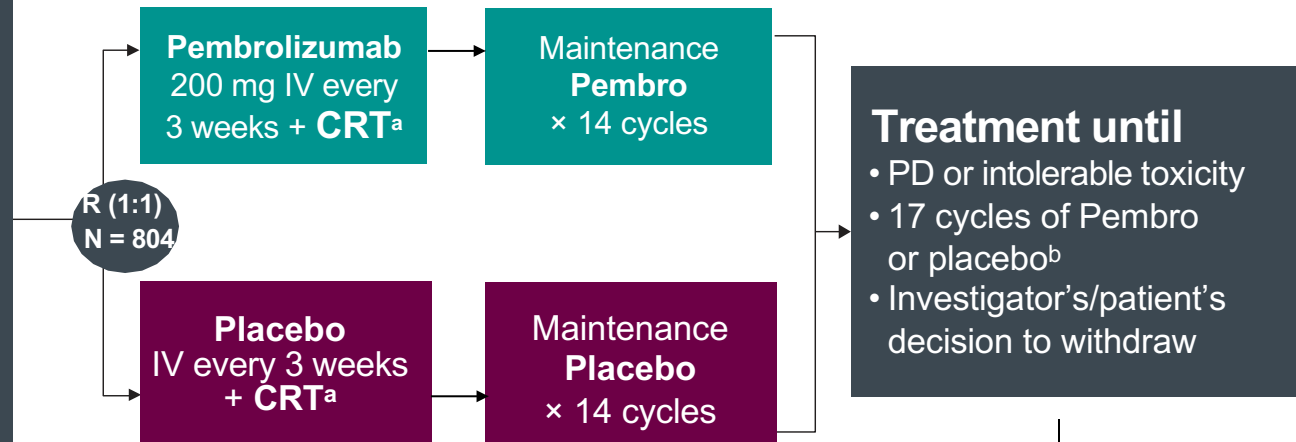 Pembrolizumab
200 mg IV every
3 weeks + CRTᵃ
Maintenance
Pembro
× 14 cycles
R (1:1)
N = 804
Placebo
IV every 3 weeks
+ CRTᵃ
Maintenance
Placebo
× 14 cycles
Treatment until
• PD or intolerable toxicity
• 17 cycles of Pembro
or placeboᵇ
• Investigator's/patient's
decision to withdraw